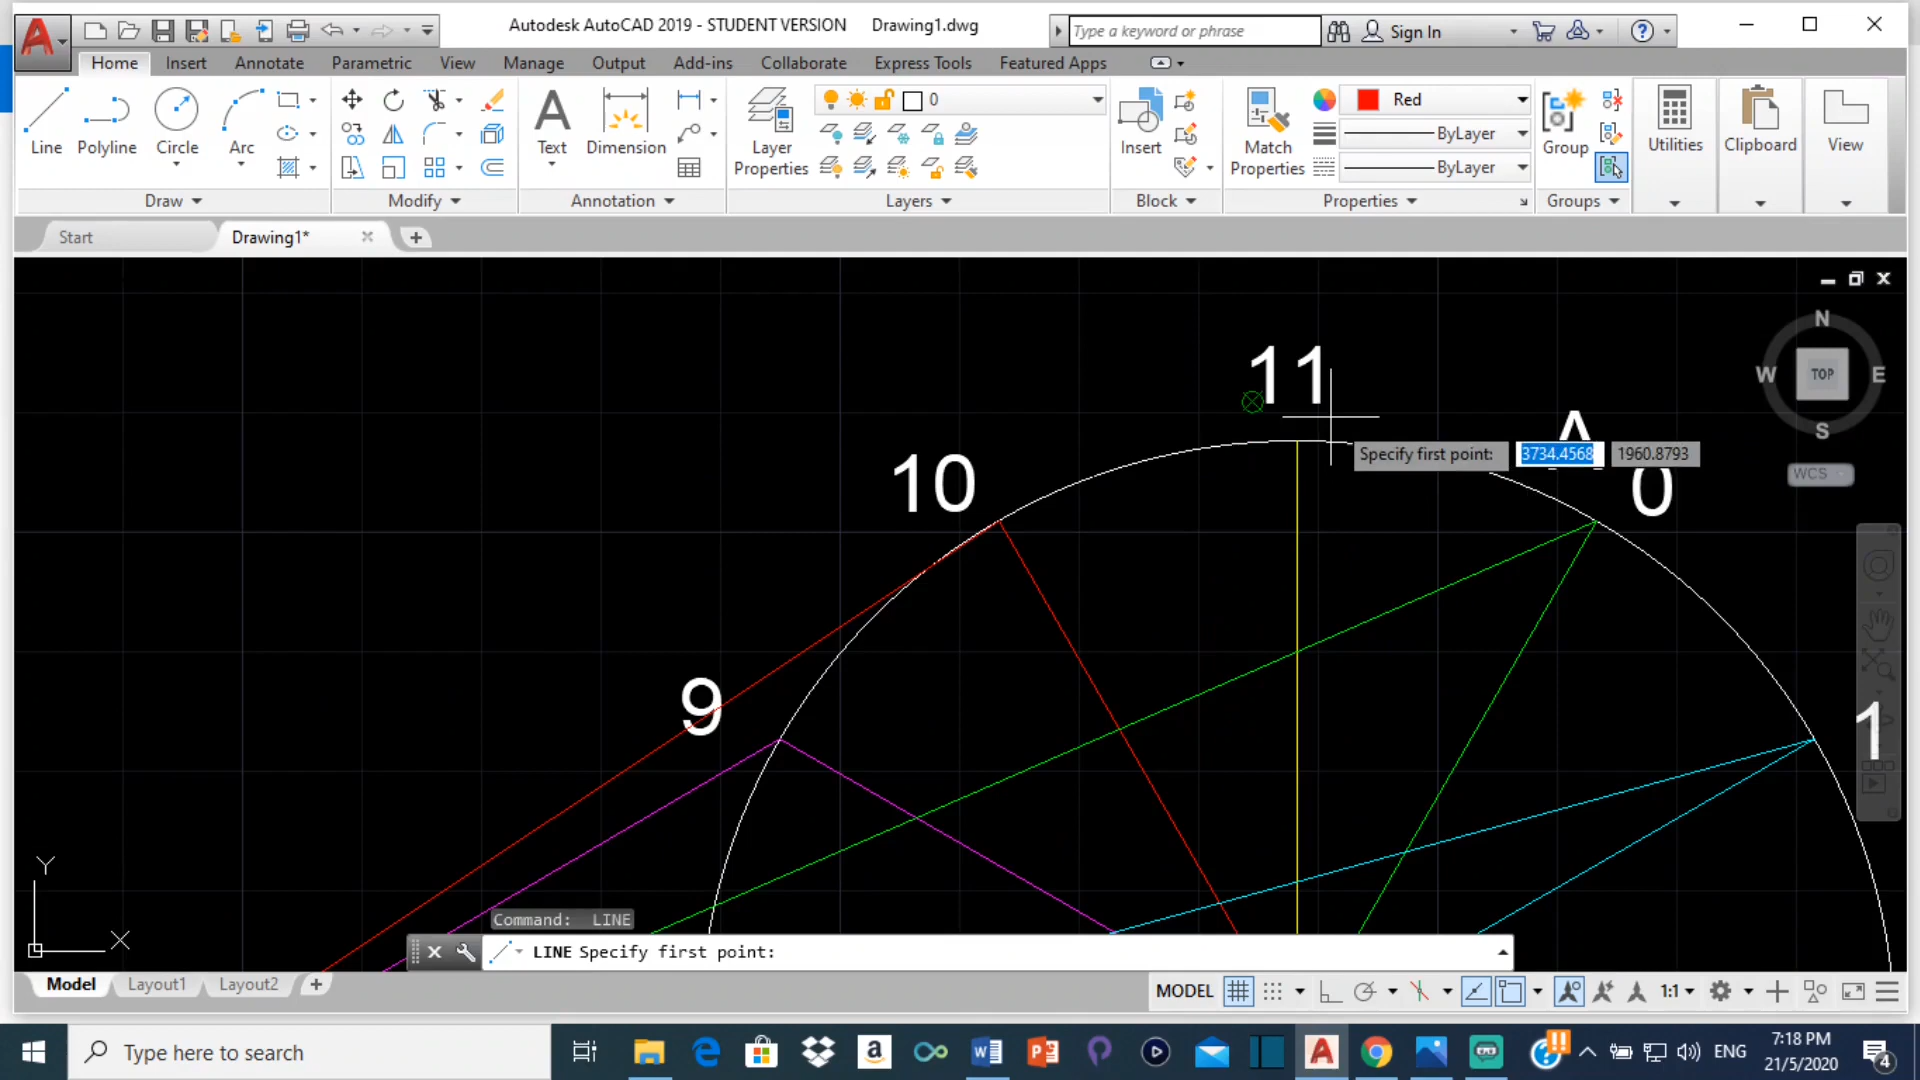 Autodesk AutoCAD 2019 - STUDENT VERSION Drawing1.dwg
Type a keyword or phrase
Sign In
Home Insert Annotate Parametric View Manage Output Add-ins Collaborate Express Tools Featured Apps
Line Polyline Circle Arc
Text Dimension
Layer Properties
0
Insert
Match Properties
Red
ByLayer
ByLayer
Group
Utilities
Clipboard
View
Draw Modify Annotation Layers Block Properties Groups
Start Drawing1*
N
W TOP E
S
WCS
11
A
Specify first point: 3734.4568 1960.8793
10
0
9
1
Y
X
Command: LINE
LINE Specify first point:
Model Layout1 Layout2
MODEL 1:1
Type here to search
ENG
7:18 PM
21/5/2020
4